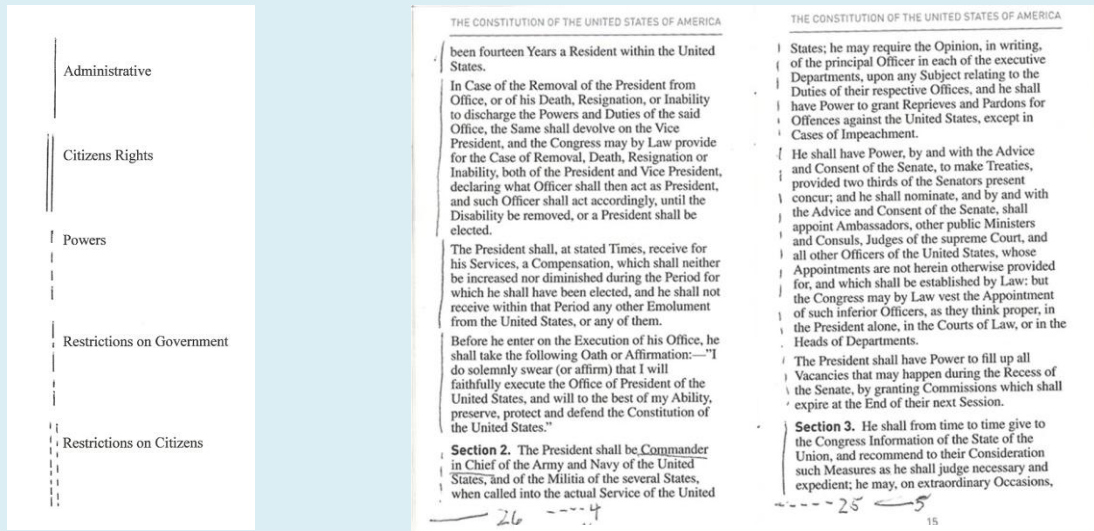 Administrative
Citizens Rights
Powers
Restrictions on Government
Restrictions on Citizens
THE CONSTITUTION OF THE UNITED STATES OF AMERICA
been fourteen Years a Resident within the United
States.
In Case of the Removal of the President from
Office, or of his Death, Resignation, or Inability
to discharge the Powers and Duties of the said
Office, the Same shall devolve on the Vice
President, and the Congress may by Law provide
for the Case of Removal, Death, Resignation or
Inability, both of the President and Vice President,
declaring what Officer shall then act as President,
and such Officer shall act accordingly, until the
Disability be removed, or a President shall be
elected.
The President shall, at stated Times, receive for
his Services, a Compensation, which shall neither
be increased nor diminished during the Period for
which he shall have been elected, and he shall not
receive within that Period any other Emolument
from the United States, or any of them.
Before he enter on the Execution of his Office, he
shall take the following Oath or Affirmation:—"I
do solemnly swear (or affirm) that I will
faithfully execute the Office of President of the
United States, and will to the best of my Ability,
preserve, protect and defend the Constitution of
the United States."
Section 2. The President shall be Commander
in Chief of the Army and Navy of the United
States, and of the Militia of the several States,
when called into the actual Service of the United
26 ----4
THE CONSTITUTION OF THE UNITED STATES OF AMERICA
States; he may require the Opinion, in writing,
of the principal Officer in each of the executive
Departments, upon any Subject relating to the
Duties of their respective Offices, and he shall
have Power to grant Reprieves and Pardons for
Offences against the United States, except in
Cases of Impeachment.
He shall have Power, by and with the Advice
and Consent of the Senate, to make Treaties,
provided two thirds of the Senators present
concur; and he shall nominate, and by and with
the Advice and Consent of the Senate, shall
appoint Ambassadors, other public Ministers
and Consuls, Judges of the supreme Court, and
all other Officers of the United States, whose
Appointments are not herein otherwise provided
for, and which shall be established by Law: but
the Congress may by Law vest the Appointment
of such inferior Officers, as they think proper, in
the President alone, in the Courts of Law, or in the
Heads of Departments.
The President shall have Power to fill up all
Vacancies that may happen during the Recess of
the Senate, by granting Commissions which shall
expire at the End of their next Session.
Section 3. He shall from time to time give to
the Congress Information of the State of the
Union, and recommend to their Consideration
such Measures as he shall judge necessary and
expedient; he may, on extraordinary Occasions,
-----25 —5
15